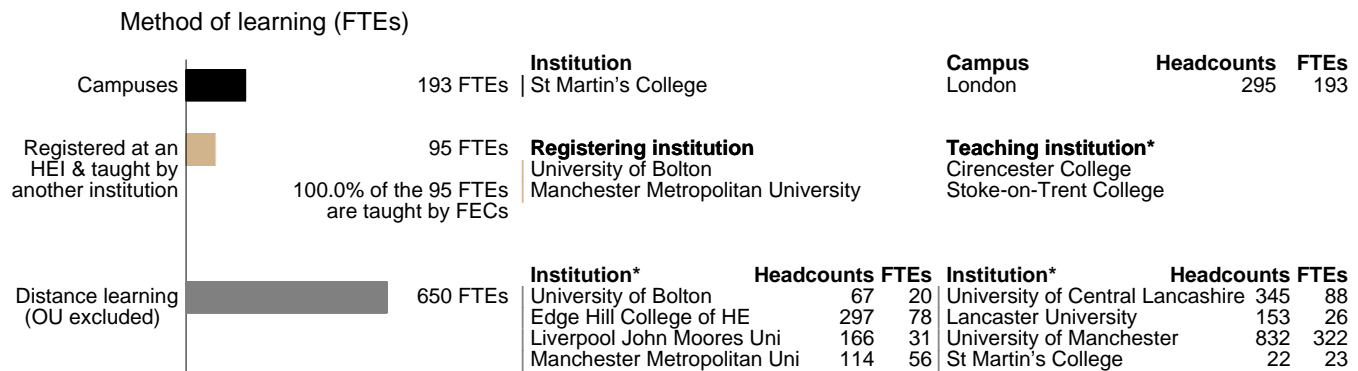 Method of learning (FTEs)
Institution Campus Headcounts FTEs
Campuses 193 FTEs St Martin's College London 295 193
Registered at an 95 FTEs Registering institution Teaching institution*
HEI & taught by University of Bolton Cirencester College
another institution 100.0% of the 95 FTEs Manchester Metropolitan University Stoke-on-Trent College
are taught by FECs
Institution* Headcounts FTEs Institution* Headcounts FTEs
Distance learning 650 FTEs University of Bolton 67 20 University of Central Lancashire 345 88
(OU excluded) Edge Hill College of HE 297 78 Lancaster University 153 26
Liverpool John Moores Uni 166 31 University of Manchester 832 322
Manchester Metropolitan Uni 114 56 St Martin's College 22 23